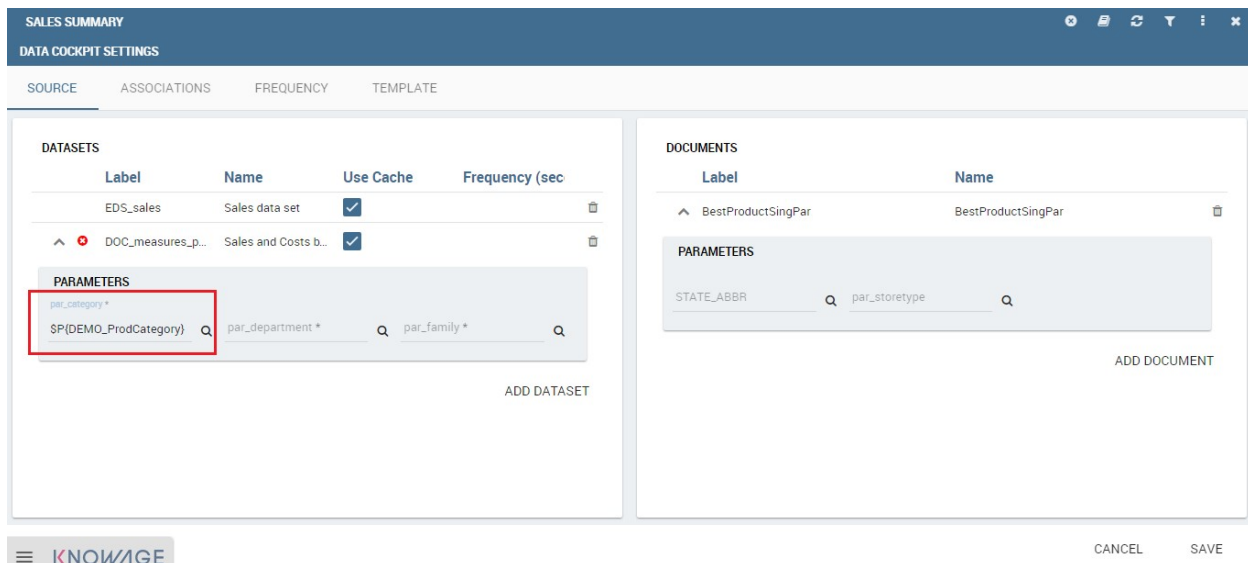 SALES SUMMARY
DATA COCKPIT SETTINGS
SOURCE ASSOCIATIONS FREQUENCY TEMPLATE
DATASETS
Label Name Use Cache Frequency (sec
EDS_sales Sales data set
DOC_measures_p... Sales and Costs b...
PARAMETERS
par_category *
$P{DEMO_ProdCategory} par_department * par_family *
ADD DATASET
DOCUMENTS
Label Name
BestProductSingPar BestProductSingPar
PARAMETERS
STATE_ABBR par_storetype
ADD DOCUMENT
KNOWAGE
CANCEL SAVE